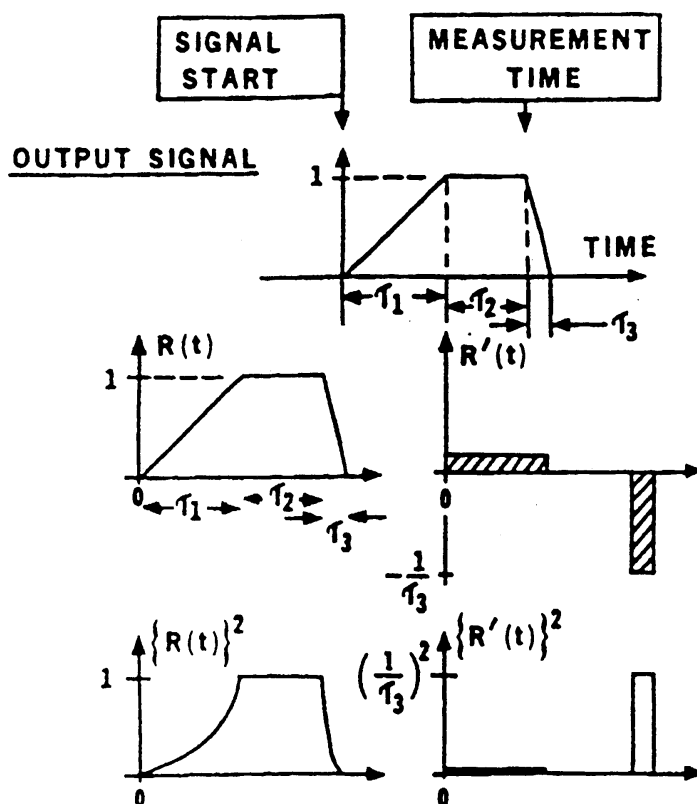 SIGNAL START
MEASUREMENT TIME
OUTPUT SIGNAL
1
TIME
τ1
τ2
τ3
R(t)
1
0
τ1
τ2
τ3
R′(t)
0
-1/τ3
{R(t)}²
1
0
(1/τ3)²
{R′(t)}²
0